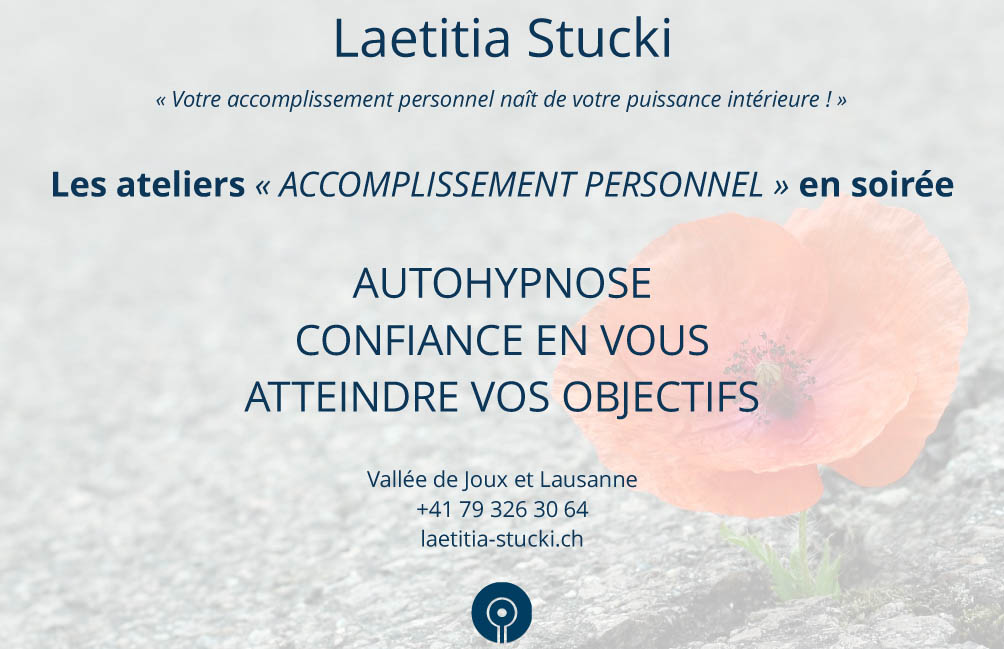 Laetitia Stucki
« Votre accomplissement personnel naît de votre puissance intérieure ! »
Les ateliers « ACCOMPLISSEMENT PERSONNEL » en soirée
AUTOHYPNOSE
CONFIANCE EN VOUS
ATTEINDRE VOS OBJECTIFS
Vallée de Joux et Lausanne
+41 79 326 30 64
laetitia-stucki.ch